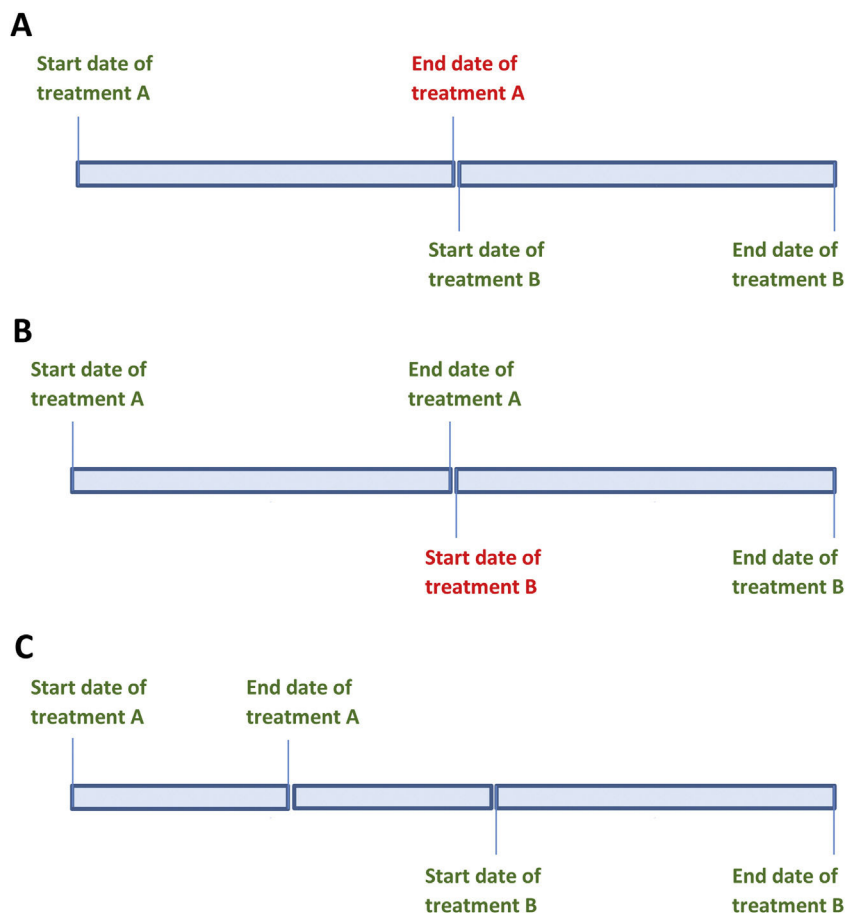 A
Start date of
treatment A
End date of
treatment A
Start date of
treatment B
End date of
treatment B
B
Start date of
treatment A
End date of
treatment A
Start date of
treatment B
End date of
treatment B
C
Start date of
treatment A
End date of
treatment A
Start date of
treatment B
End date of
treatment B